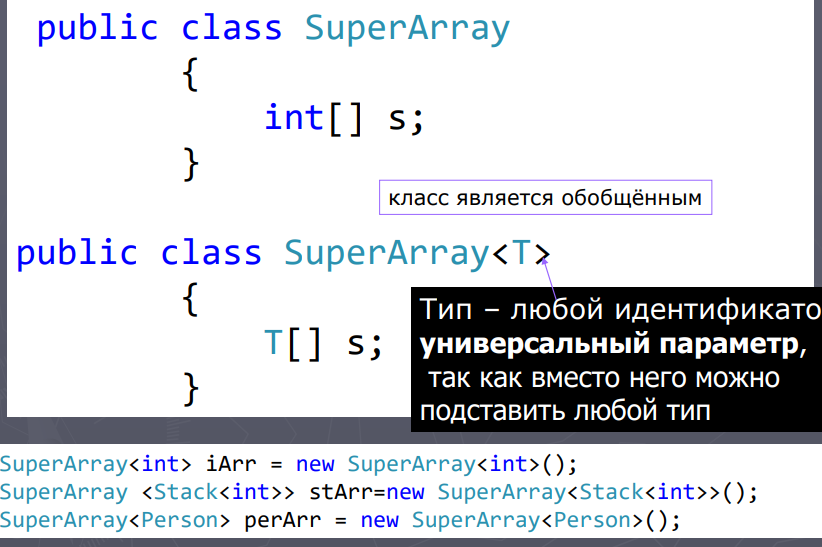 public class SuperArray
{
int[] s;
}
класс является обобщённым
public class SuperArray<T>
{
T[] s;
}
Тип – любой идентификато
универсальный параметр,
так как вместо него можно
подставить любой тип
SuperArray<int> iArr = new SuperArray<int>();
SuperArray <Stack<int>> stArr=new SuperArray<Stack<int>>();
SuperArray<Person> perArr = new SuperArray<Person>();